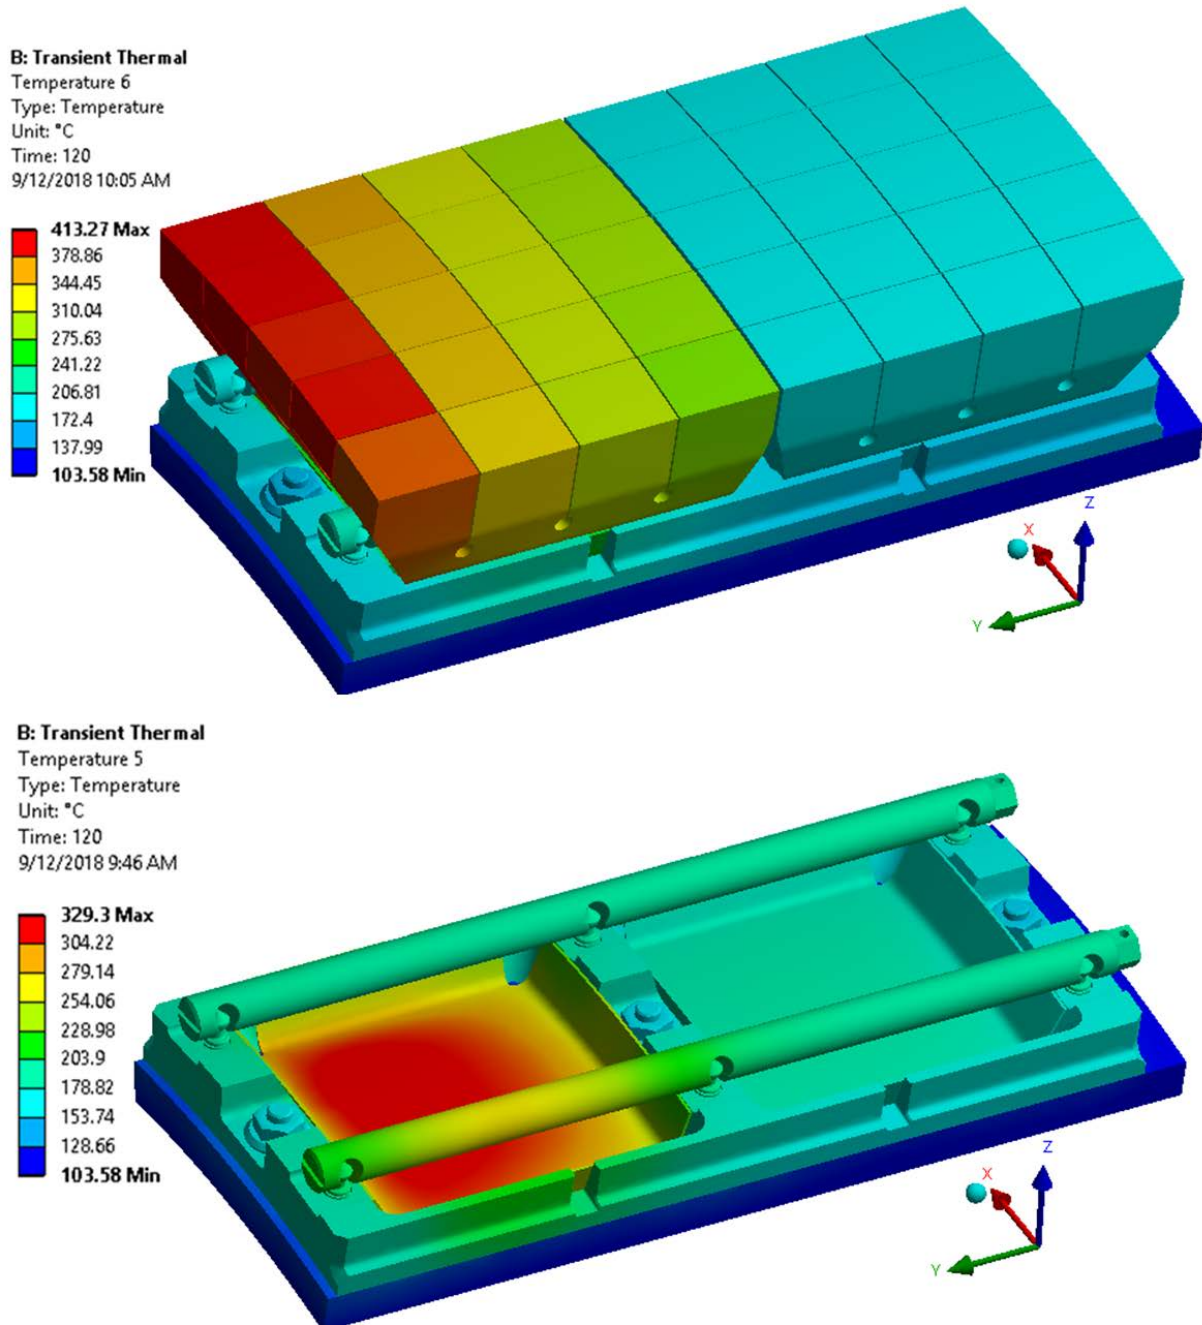 B: Transient Thermal
Temperature 6
Type: Temperature
Unit: °C
Time: 120
9/12/2018 10:05 AM
413.27 Max
378.86
344.45
310.04
275.63
241.22
206.81
172.4
137.99
103.58 Min
X
Z
Y
B: Transient Thermal
Temperature 5
Type: Temperature
Unit: °C
Time: 120
9/12/2018 9:46 AM
329.3 Max
304.22
279.14
254.06
228.98
203.9
178.82
153.74
128.66
103.58 Min
Z
X
Y